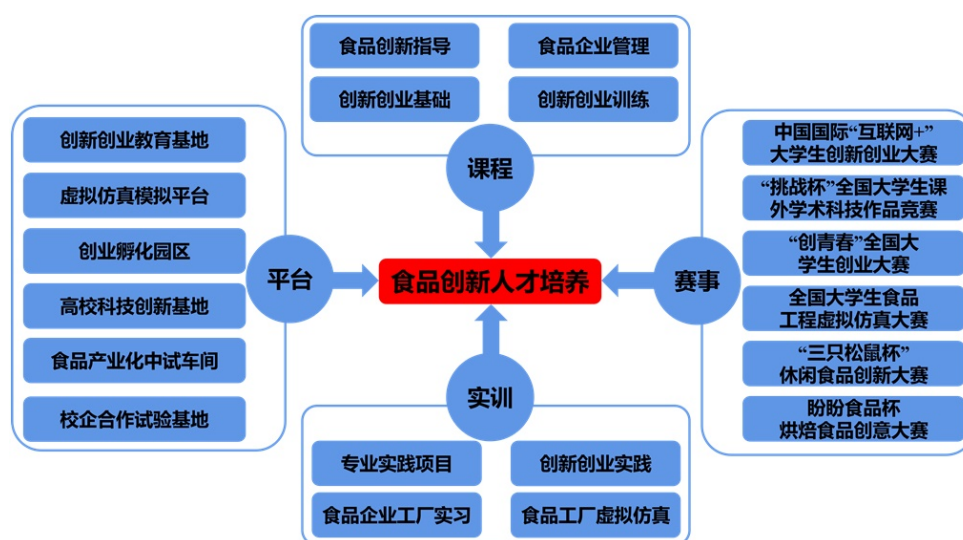 食品创新指导
食品企业管理
创新创业基础
创新创业训练
课程
创新创业教育基地
虚拟仿真模拟平台
创业孵化园区
高校科技创新基地
食品产业化中试车间
校企合作试验基地
平台
食品创新人才培养
赛事
中国国际“互联网+”
大学生创新创业大赛
“挑战杯”全国大学生课
外学术科技作品竞赛
“创青春”全国大
学生创业大赛
全国大学生食品
工程虚拟仿真大赛
“三只松鼠杯”
休闲食品创新大赛
盼盼食品杯
烘焙食品创意大赛
实训
专业实践项目
创新创业实践
食品企业工厂实习
食品工厂虚拟仿真